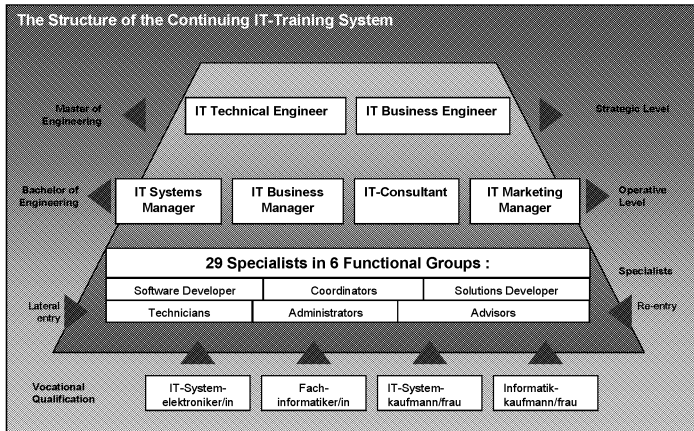 The Structure of the Continuing IT-Training System
Master of
Engineering
IT Technical Engineer
IT Business Engineer
Strategic Level
Bachelor of
Engineering
IT Systems
Manager
IT Business
Manager
IT-Consultant
IT Marketing
Manager
Operative
Level
29 Specialists in 6 Functional Groups :
Specialists
Software Developer
Coordinators
Solutions Developer
Lateral
entry
Technicians
Administrators
Advisors
Re-entry
Vocational
Qualification
IT-System-
elektroniker/in
Fach-
informatiker/in
IT-System-
kaufmann/frau
Informatik-
kaufmann/frau